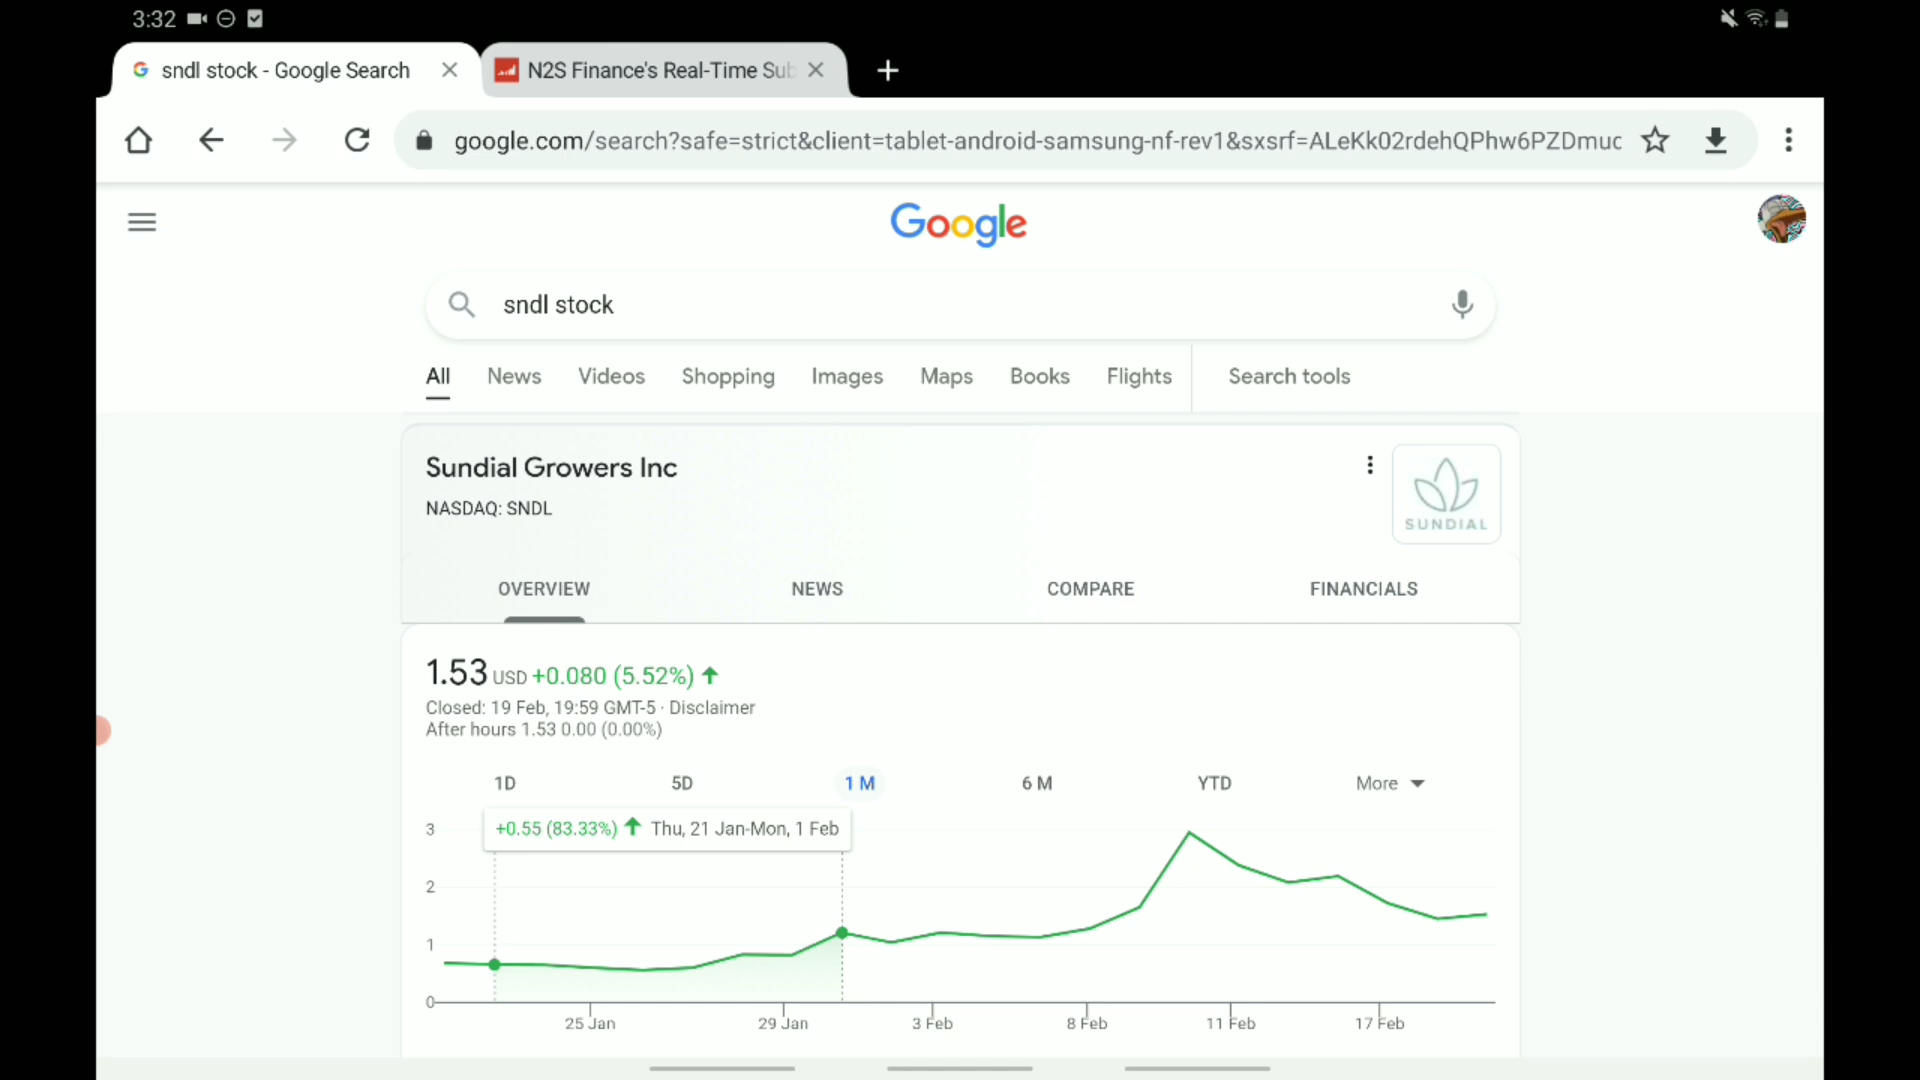 3:32
sndl stock - Google Search
N2S Finance's Real-Time Sub
google.com/search?safe=strict&client=tablet-android-samsung-nf-rev1&sxsrf=ALeKk02rdehQPhw6PZDmuc
Google
sndl stock
All News Videos Shopping Images Maps Books Flights Search tools
Sundial Growers Inc
NASDAQ: SNDL
SUNDIAL
OVERVIEW NEWS COMPARE FINANCIALS
1.53 USD +0.080 (5.52%)
Closed: 19 Feb, 19:59 GMT-5 · Disclaimer
After hours 1.53 0.00 (0.00%)
1D 5D 1 M 6 M YTD More
+0.55 (83.33%) Thu, 21 Jan-Mon, 1 Feb
3
2
1
0
25 Jan 29 Jan 3 Feb 8 Feb 11 Feb 17 Feb